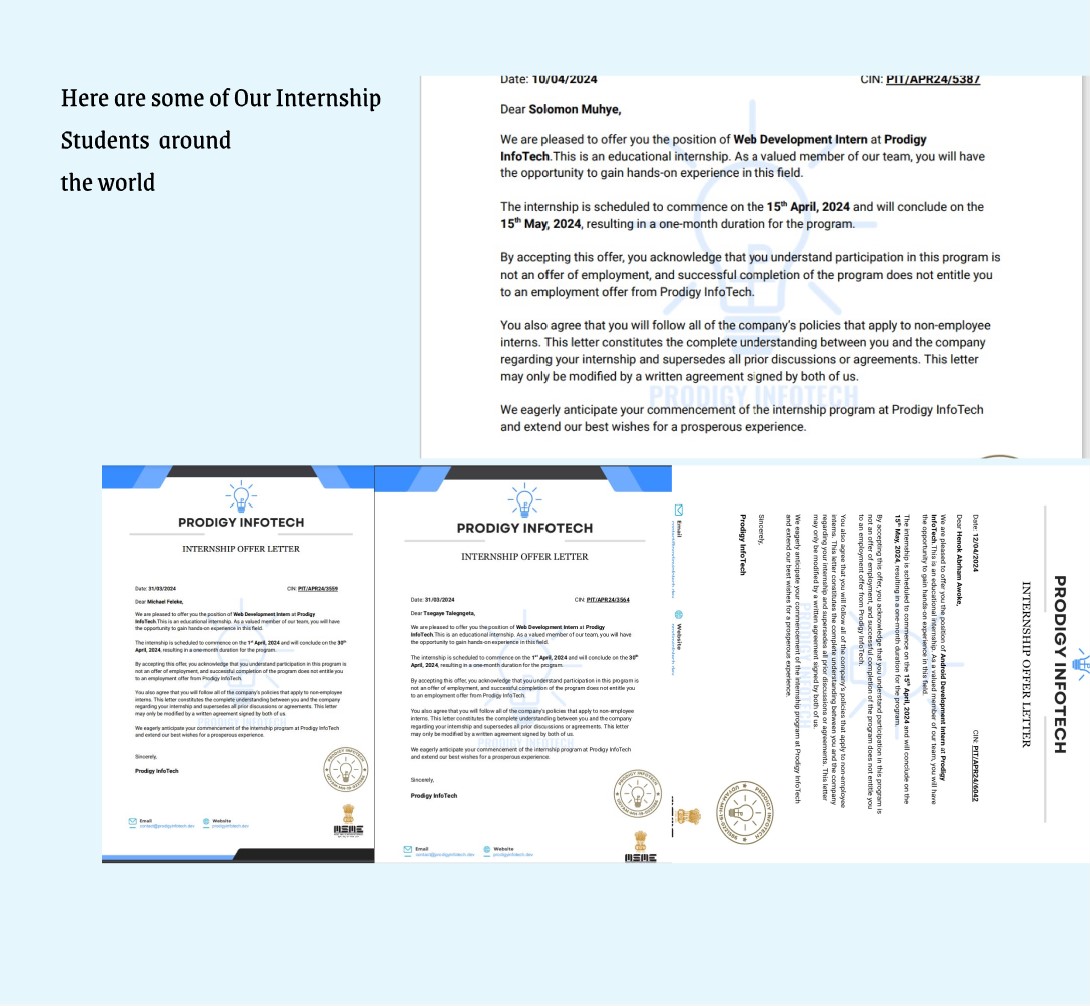 Here are some of Our Internship
Students around
the world
Date: 10/04/2024 CIN: PIT/APR24/5387
Dear Solomon Muhye,
We are pleased to offer you the position of Web Development Intern at Prodigy
InfoTech.This is an educational internship. As a valued member of our team, you will have
the opportunity to gain hands-on experience in this field.
The internship is scheduled to commence on the 15th April, 2024 and will conclude on the
15th May, 2024, resulting in a one-month duration for the program.
By accepting this offer, you acknowledge that you understand participation in this program is
not an offer of employment, and successful completion of the program does not entitle you
to an employment offer from Prodigy InfoTech.
You also agree that you will follow all of the company's policies that apply to non-employee
interns. This letter constitutes the complete understanding between you and the company
regarding your internship and supersedes all prior discussions or agreements. This letter
may only be modified by a written agreement signed by both of us.
PRODIGY INFOTECH
We eagerly anticipate your commencement of the internship program at Prodigy InfoTech
and extend our best wishes for a prosperous experience.
PRODIGY INFOTECH
INTERNSHIP OFFER LETTER
Date: 31/03/2024 CIN: PIT/APR24/3559
Dear Michael Feleke,
We are pleased to offer you the position of Web Development Intern at Prodigy
InfoTech.This is an educational internship. As a valued member of our team, you will have
the opportunity to gain hands-on experience in this field.
The internship is scheduled to commence on the 1st April, 2024 and will conclude on the 30th
April, 2024, resulting in a one-month duration for the program.
By accepting this offer, you acknowledge that you understand participation in this program is
not an offer of employment, and successful completion of the program does not entitle you
to an employment offer from Prodigy InfoTech.
You also agree that you will follow all of the company's policies that apply to non-employee
interns. This letter constitutes the complete understanding between you and the company
regarding your internship and supersedes all prior discussions or agreements. This letter
may only be modified by a written agreement signed by both of us.
We eagerly anticipate your commencement of the internship program at Prodigy InfoTech
and extend our best wishes for a prosperous experience.
Sincerely,
Prodigy InfoTech
Email Website
contact@prodigyinfotech.dev prodigyinfotech.dev
MSME
PRODIGY INFOTECH
INTERNSHIP OFFER LETTER
Date: 31/03/2024 CIN: PIT/APR24/3564
Dear Tsegaye Talegngeta,
We are pleased to offer you the position of Web Development Intern at Prodigy
InfoTech.This is an educational internship. As a valued member of our team, you will have
the opportunity to gain hands-on experience in this field.
The internship is scheduled to commence on the 1st April, 2024 and will conclude on the 30th
April, 2024, resulting in a one-month duration for the program.
By accepting this offer, you acknowledge that you understand participation in this program is
not an offer of employment, and successful completion of the program does not entitle you
to an employment offer from Prodigy InfoTech.
You also agree that you will follow all of the company's policies that apply to non-employee
interns. This letter constitutes the complete understanding between you and the company
regarding your internship and supersedes all prior discussions or agreements. This letter
may only be modified by a written agreement signed by both of us.
We eagerly anticipate your commencement of the internship program at Prodigy InfoTech
and extend our best wishes for a prosperous experience.
Sincerely,
Prodigy InfoTech
Email Website
contact@prodigyinfotech.dev prodigyinfotech.dev
MSME
PRODIGY INFOTECH
INTERNSHIP OFFER LETTER
Date: 12/04/2024 CIN: PIT/APR24/6042
Dear Henok Abrham Awoke,
We are pleased to offer you the position of Android Development Intern at Prodigy
InfoTech.This is an educational internship. As a valued member of our team, you will have
the opportunity to gain hands-on experience in this field.
The internship is scheduled to commence on the 15th April, 2024 and will conclude on the
15th May, 2024, resulting in a one-month duration for the program.
By accepting this offer, you acknowledge that you understand participation in this program is
not an offer of employment, and successful completion of the program does not entitle you
to an employment offer from Prodigy InfoTech.
You also agree that you will follow all of the company's policies that apply to non-employee
interns. This letter constitutes the complete understanding between you and the company
regarding your internship and supersedes all prior discussions or agreements. This letter
may only be modified by a written agreement signed by both of us.
We eagerly anticipate your commencement of the internship program at Prodigy InfoTech
and extend our best wishes for a prosperous experience.
Sincerely,
Prodigy InfoTech
PRODIGY INFOTECH
Email Website